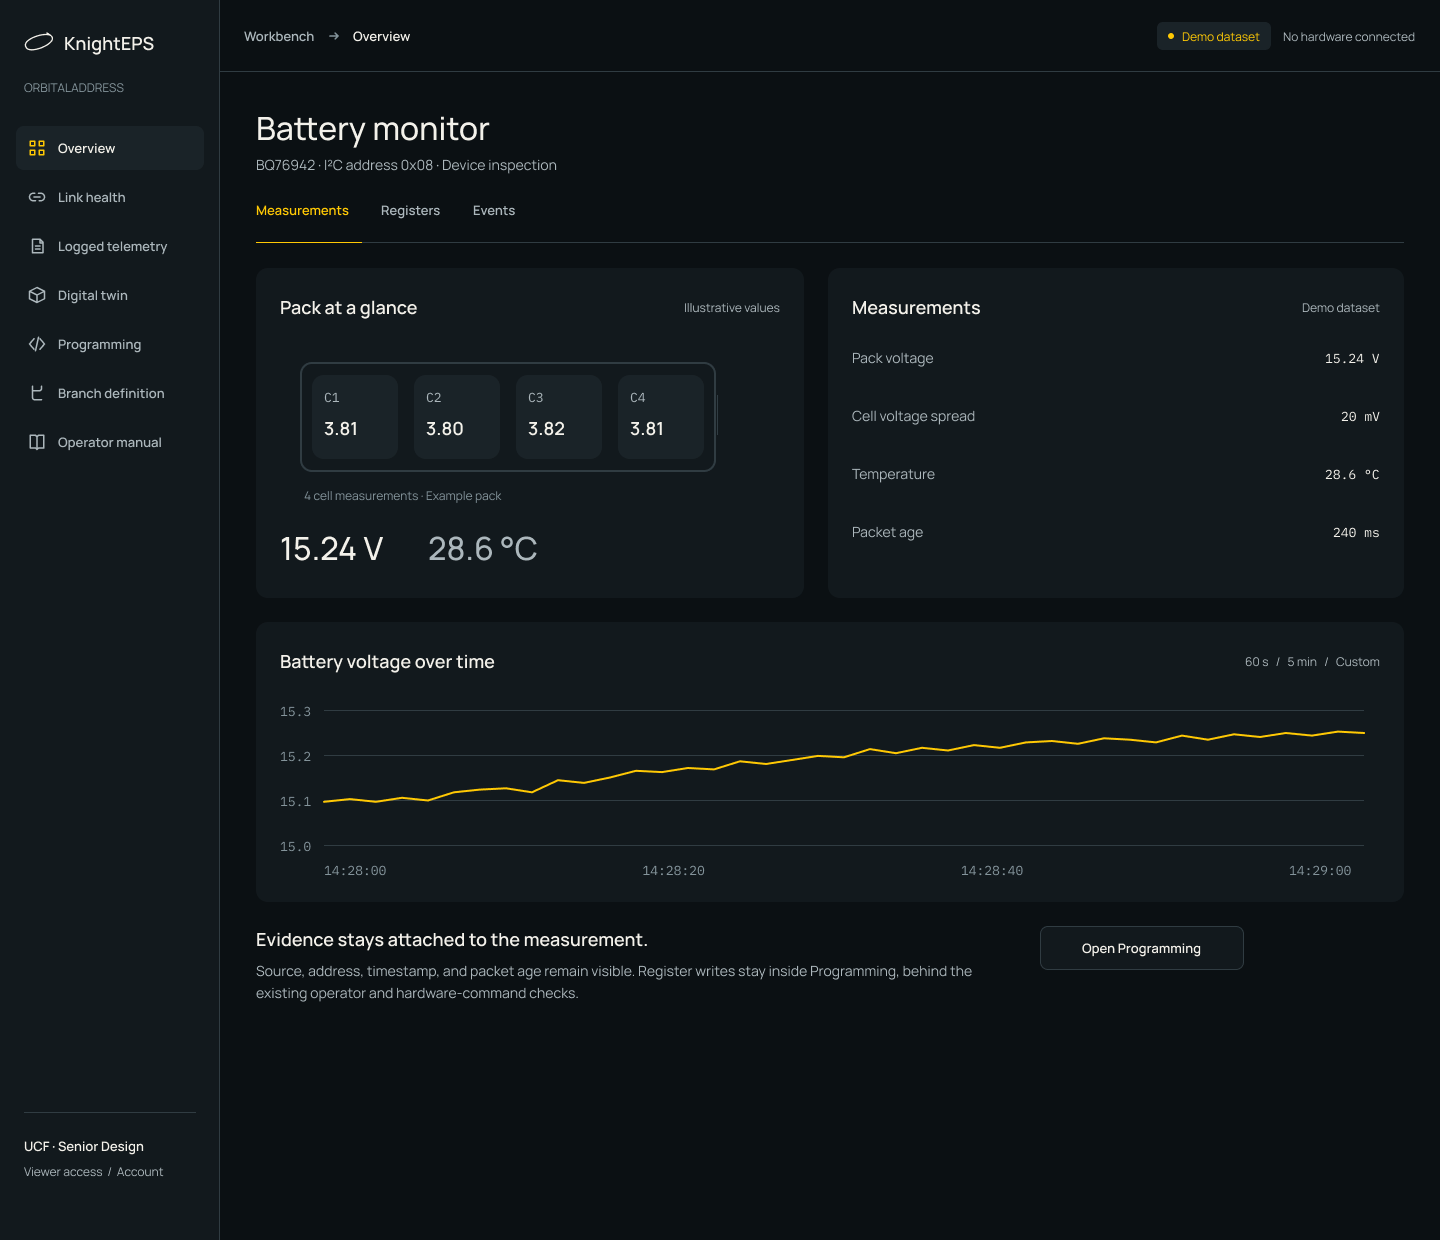 KnightEPS
ORBITALADDRESS
Overview
Link health
Logged telemetry
Digital twin
Programming
Branch definition
Operator manual
UCF · Senior Design
Viewer access / Account
Workbench → Overview
Demo dataset
No hardware connected
Battery monitor
BQ76942 · I²C address 0x08 · Device inspection
Measurements Registers Events
Pack at a glance
Illustrative values
C1 C2 C3 C4
3.81 3.80 3.82 3.81
4 cell measurements · Example pack
15.24 V 28.6 °C
Measurements
Demo dataset
Pack voltage 15.24 V
Cell voltage spread 20 mV
Temperature 28.6 °C
Packet age 240 ms
Battery voltage over time
60 s / 5 min / Custom
15.3
15.2
15.1
15.0
14:28:00 14:28:20 14:28:40 14:29:00
Evidence stays attached to the measurement.
Source, address, timestamp, and packet age remain visible. Register writes stay inside Programming, behind the
existing operator and hardware-command checks.
Open Programming